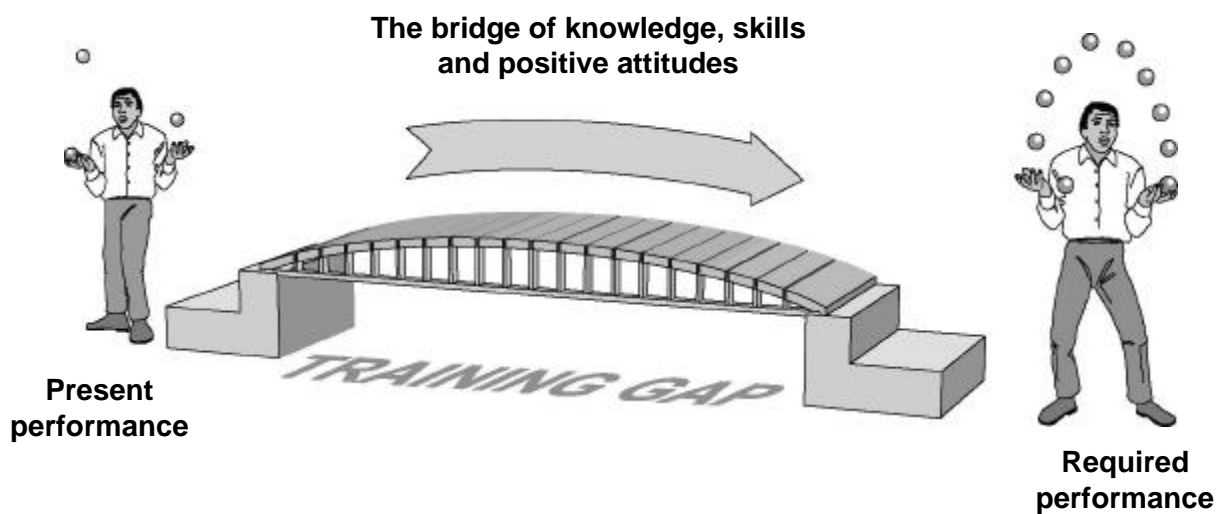 The bridge of knowledge, skills
and positive attitudes
TRAINING GAP
Present
performance
Required
performance